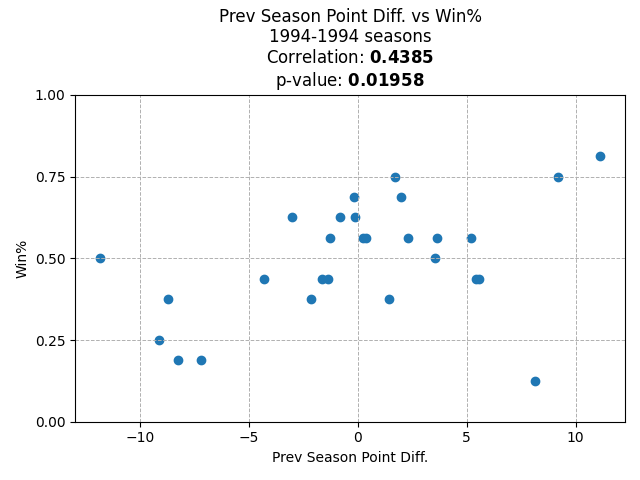 Prev Season Point Diff. vs Win%
1994-1994 seasons
Correlation: 0.4385
p-value: 0.01958
1.00
0.75
0.50
0.25
0.00
Win%
−10
−5
0
5
10
Prev Season Point Diff.